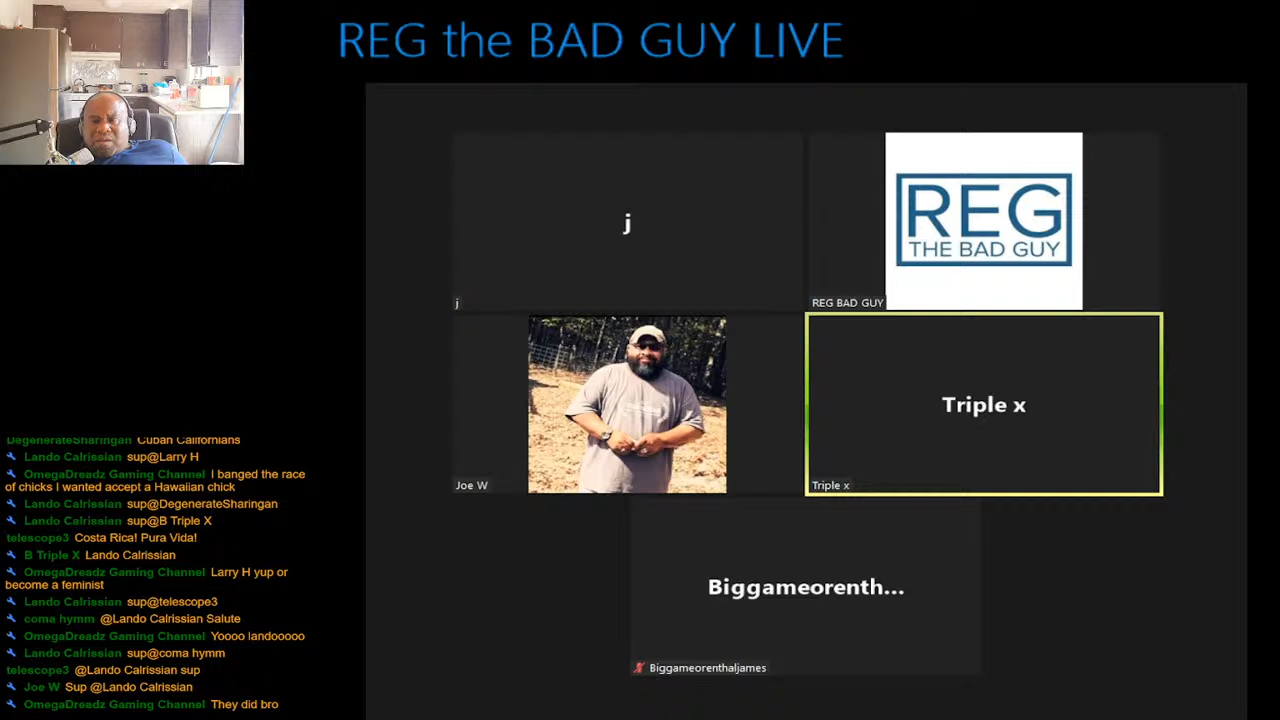 REG the BAD GUY LIVE
j
REG
THE BAD GUY
j
REG BAD GUY
Triple x
Joe W
Triple x
Biggameorenth...
Biggameorenthaljames
DegenerateSharingan Cuban Californians
Lando Calrissian sup@Larry H
OmegaDreadz Gaming Channel I banged the race
of chicks I wanted accept a Hawaiian chick
Lando Calrissian sup@DegenerateSharingan
Lando Calrissian sup@B Triple X
telescope3 Costa Rica! Pura Vida!
B Triple X Lando Calrissian
OmegaDreadz Gaming Channel Larry H yup or
become a feminist
Lando Calrissian sup@telescope3
coma hymm @Lando Calrissian Salute
OmegaDreadz Gaming Channel Yoooo landooooo
Lando Calrissian sup@coma hymm
telescope3 @Lando Calrissian sup
Joe W Sup @Lando Calrissian
OmegaDreadz Gaming Channel They did bro